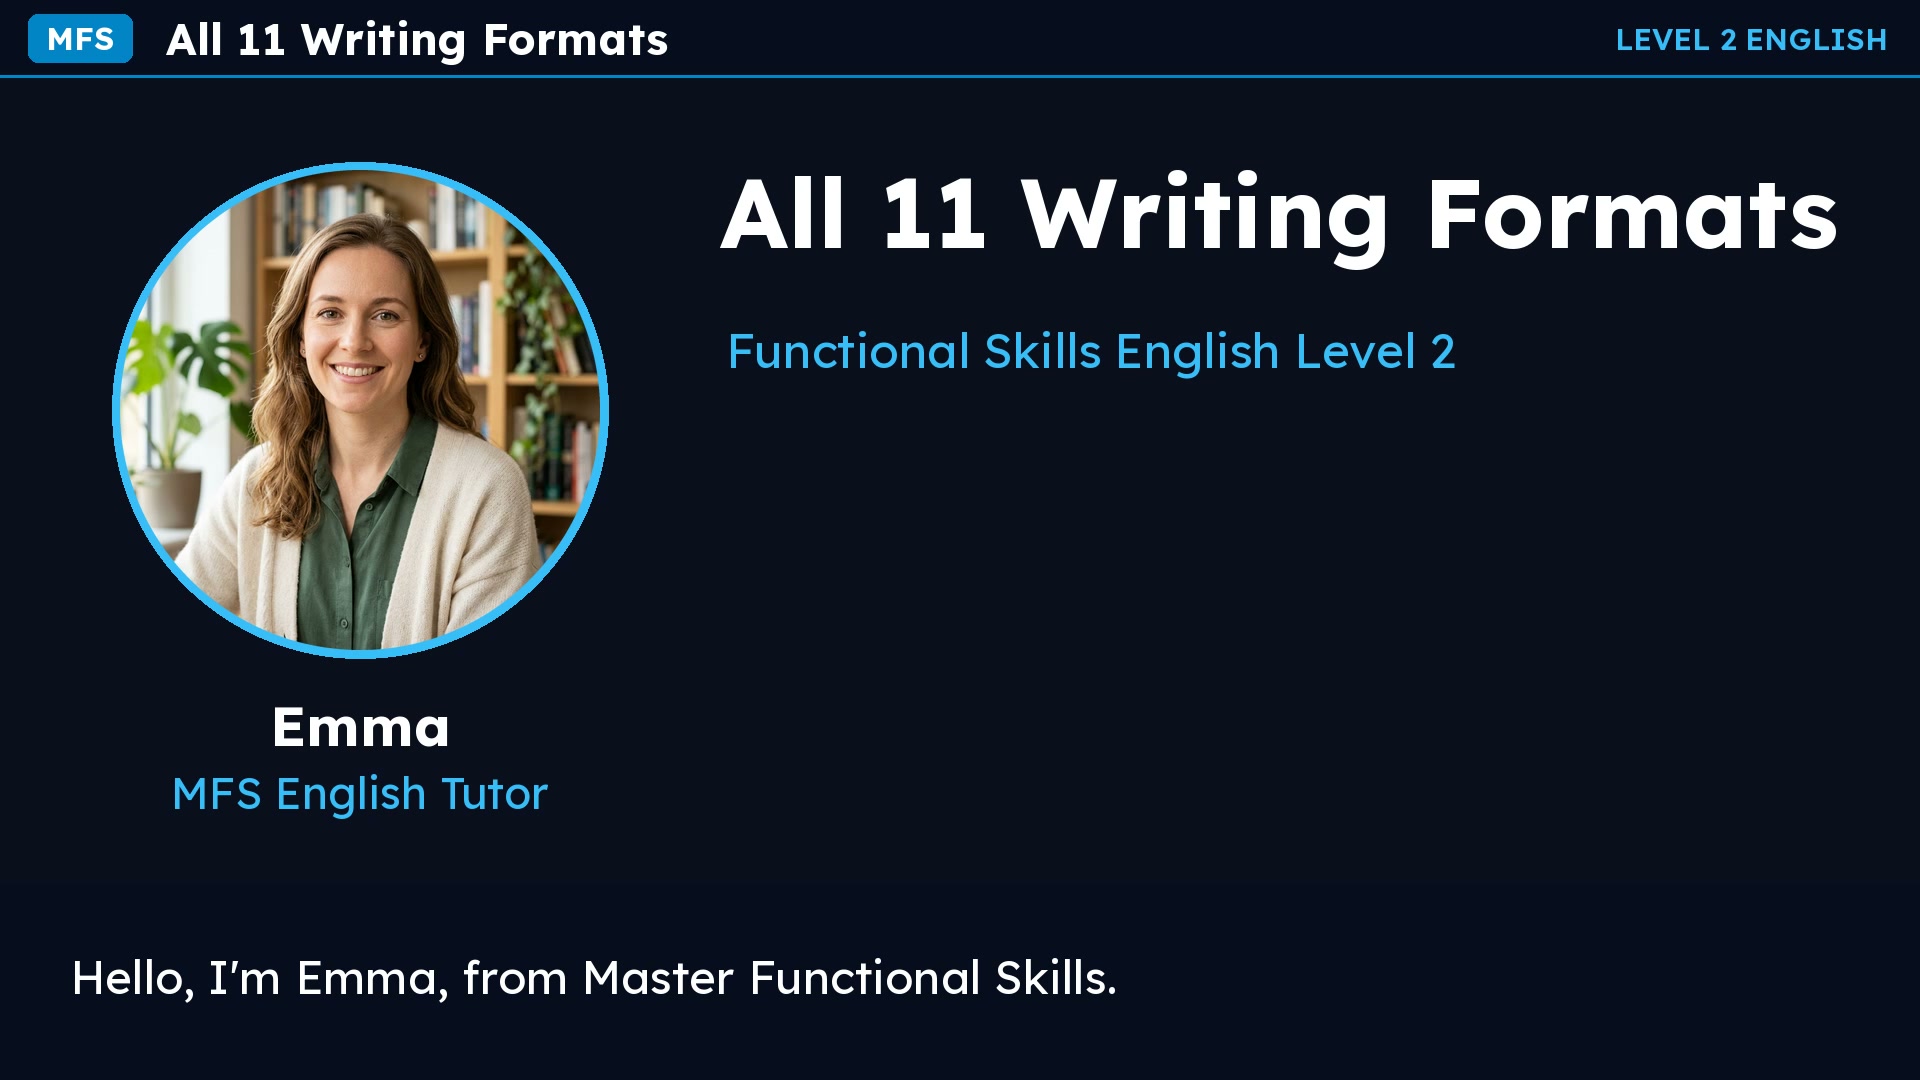 MFS
All 11 Writing Formats
LEVEL 2 ENGLISH
All 11 Writing Formats
Functional Skills English Level 2
Emma
MFS English Tutor
Hello, I'm Emma, from Master Functional Skills.